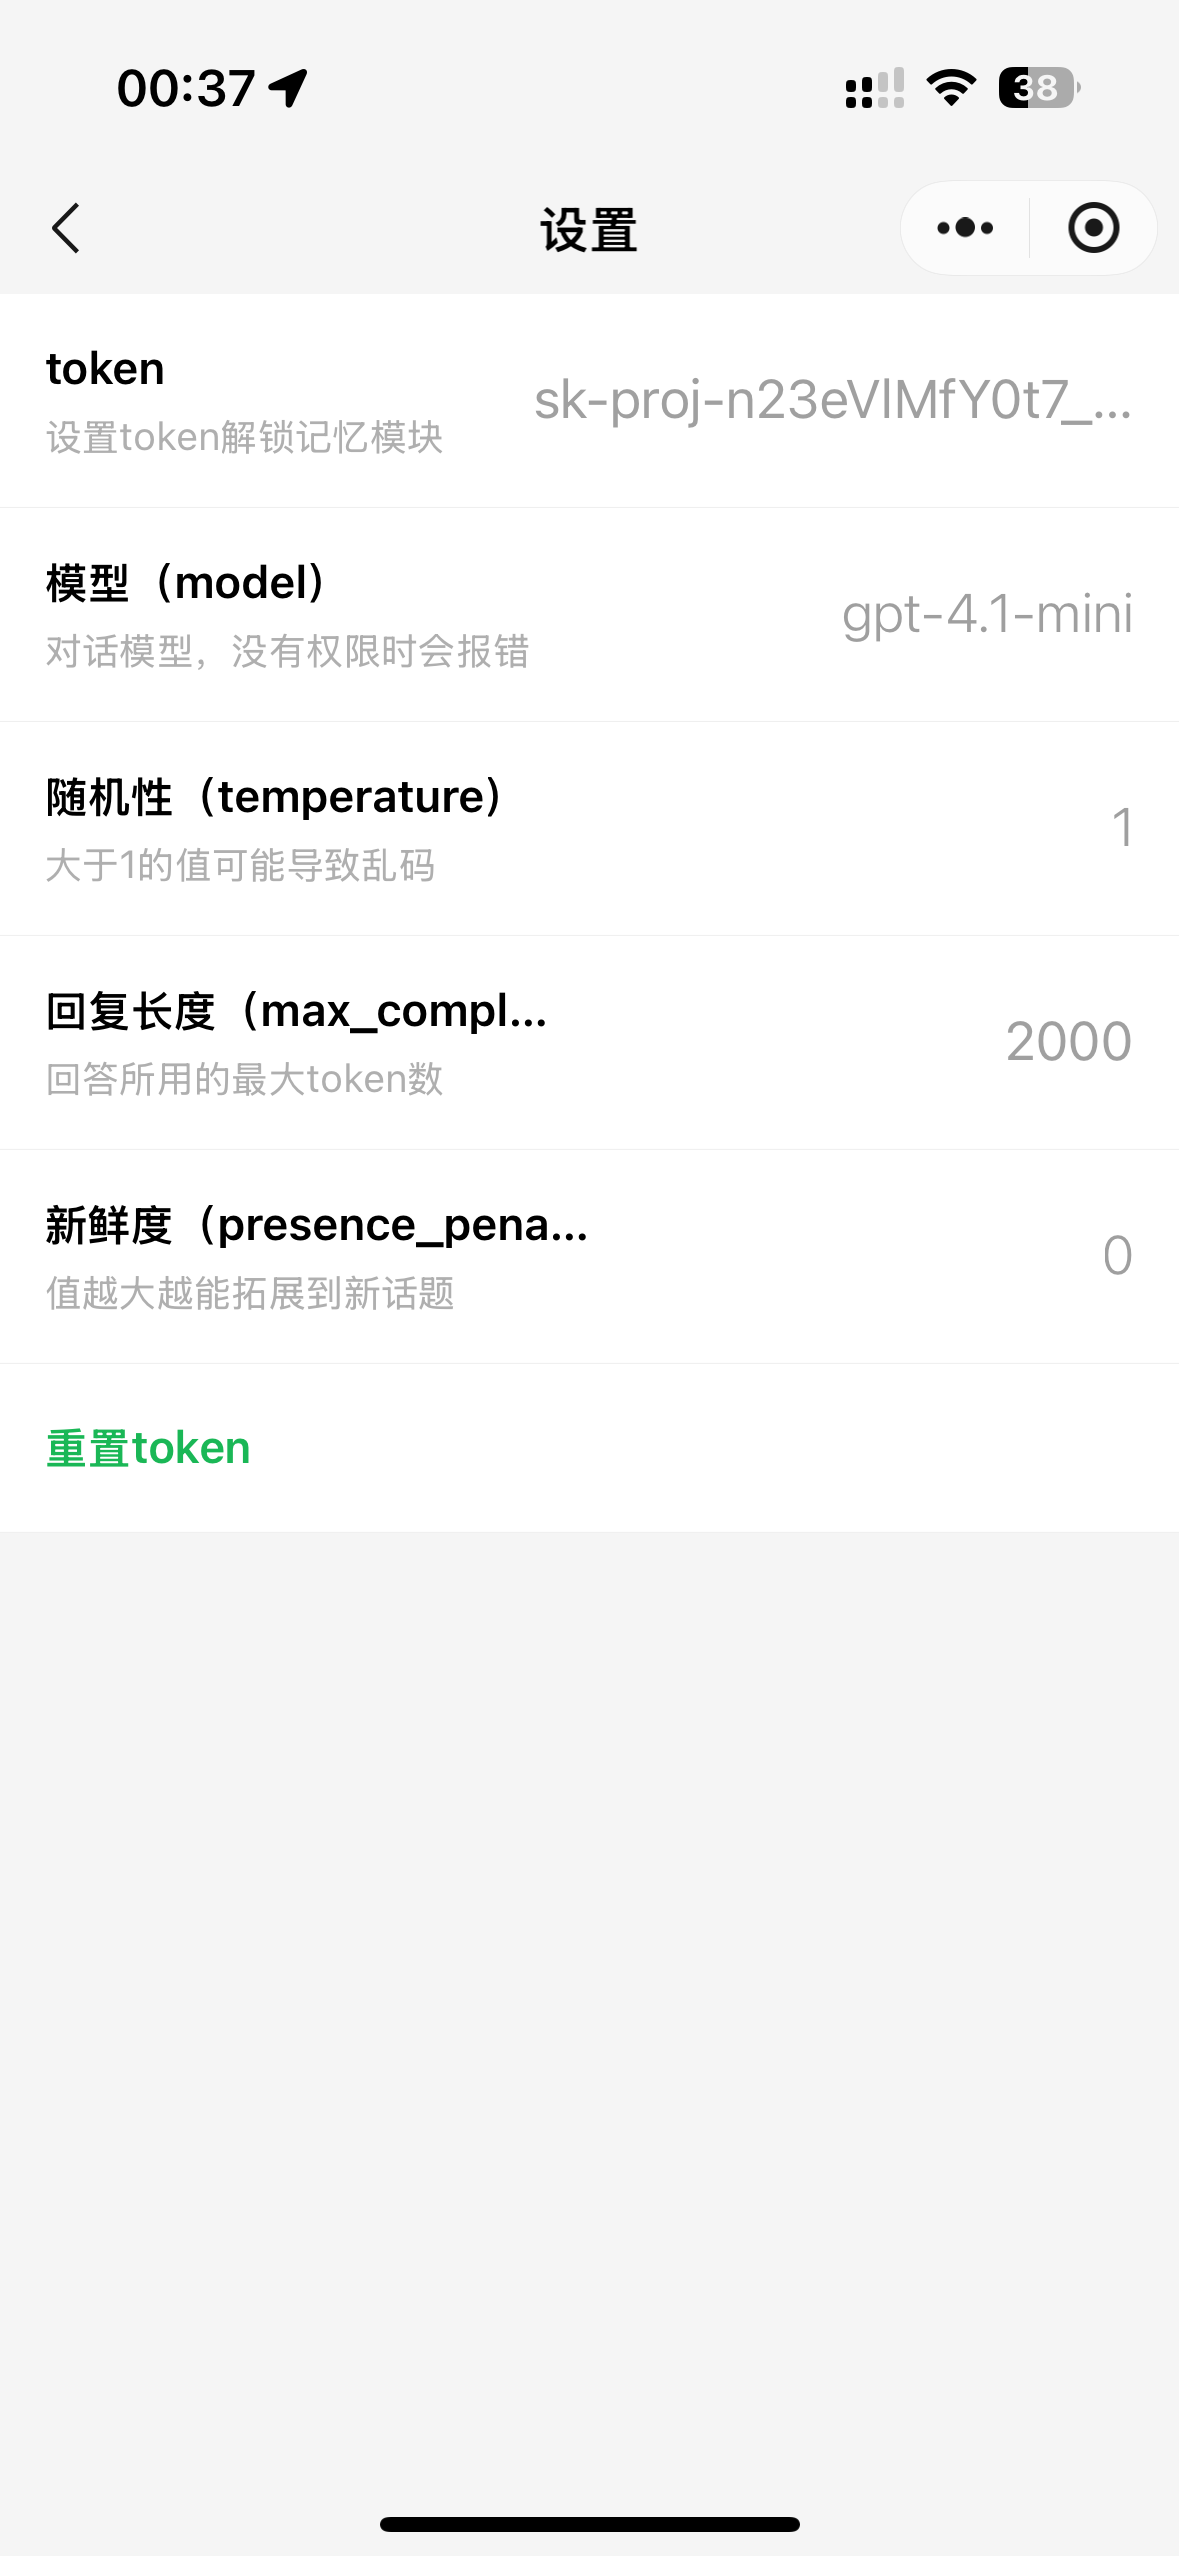 00:37
38
设置
token
设置token解锁记忆模块
sk-proj-n23eVlMfY0t7_...
模型（model）
对话模型，没有权限时会报错
gpt-4.1-mini
随机性（temperature）
大于1的值可能导致乱码
1
回复长度（max_compl...
回答所用的最大token数
2000
新鲜度（presence_pena...
值越大越能拓展到新话题
0
重置token